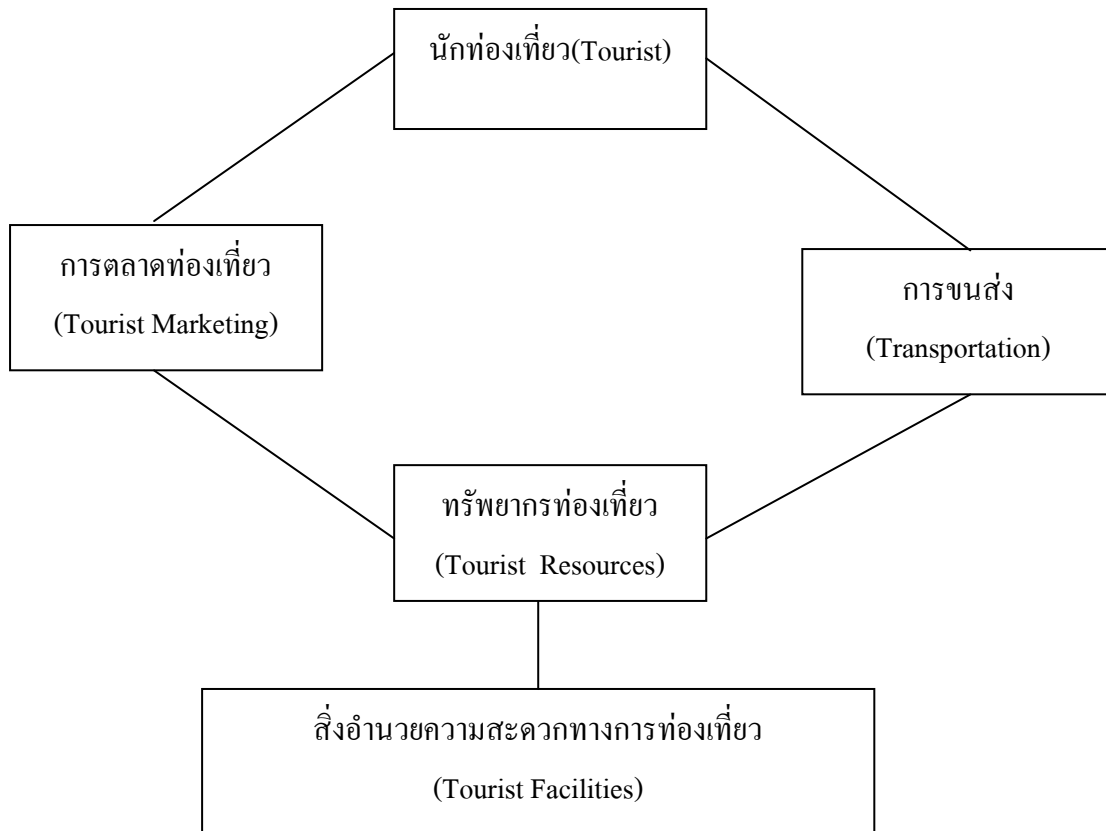 นักท่องเที่ยว(Tourist)
การตลาดท่องเที่ยว
(Tourist Marketing)
การขนส่ง
(Transportation)
ทรัพยากรท่องเที่ยว
(Tourist Resources)
สิ่งอำนวยความสะดวกทางการท่องเที่ยว
(Tourist Facilities)